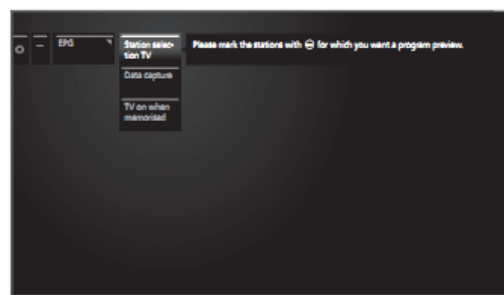 EPG
Station selec-
tion TV
Please mark the stations with for which you want a program preview.
Data capture
TV on when
memorised